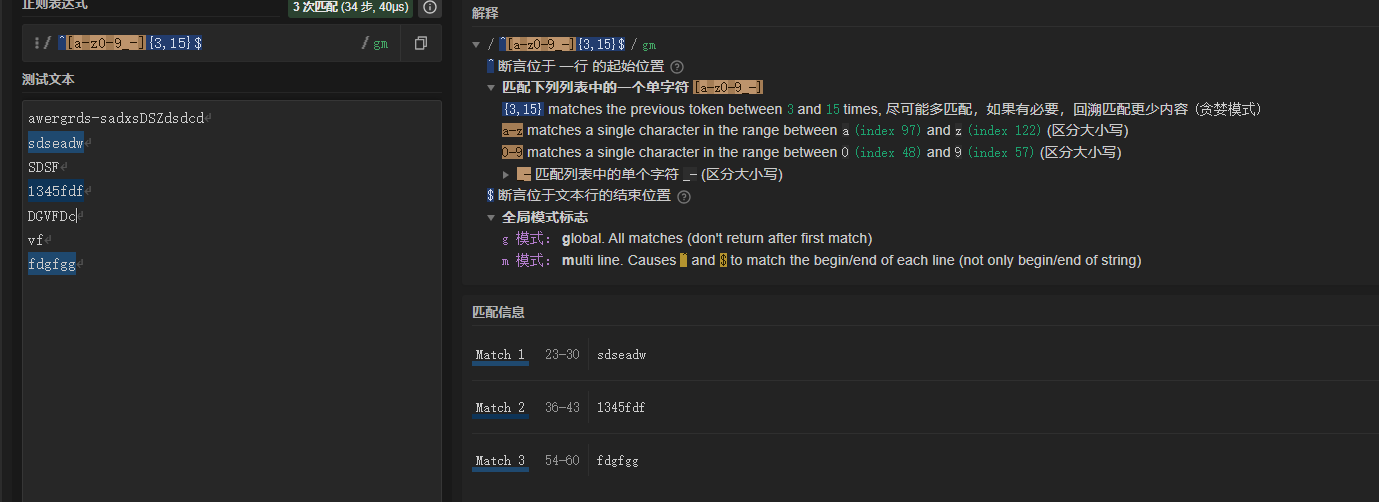 正则表达式
3 次匹配 (34 步, 40μs)
/ ^[a-z0-9_-]{3,15}$ / gm
测试文本
awergrds-sadxsDSZdsdcd
sdseadw
SDSF
1345fdf
DGVFDc
vf
fdgfgg
解释
/ ^[a-z0-9_-]{3,15}$ / gm
^ 断言位于 一行 的起始位置
匹配下列列表中的一个单字符 [a-z0-9_-]
{3,15} matches the previous token between 3 and 15 times, 尽可能多匹配，如果有必要，回溯匹配更少内容（贪婪模式）
a-z matches a single character in the range between a (index 97) and z (index 122) (区分大小写)
0-9 matches a single character in the range between 0 (index 48) and 9 (index 57) (区分大小写)
_- 匹配列表中的单个字符 _- (区分大小写)
$ 断言位于文本行的结束位置
全局模式标志
g 模式： global. All matches (don't return after first match)
m 模式： multi line. Causes ^ and $ to match the begin/end of each line (not only begin/end of string)
匹配信息
Match 1 23-30 sdseadw
Match 2 36-43 1345fdf
Match 3 54-60 fdgfgg